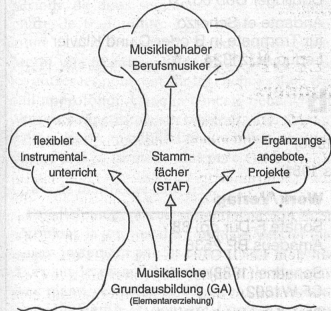 Musikliebhaber
Berufsmusiker
flexibler
Instrumental-
unterricht
Stamm-
fächer
(STAF)
Ergänzungs-
angebote,
Projekte
Musikalische
Grundausbildung (GA)
(Elementarerziehung)